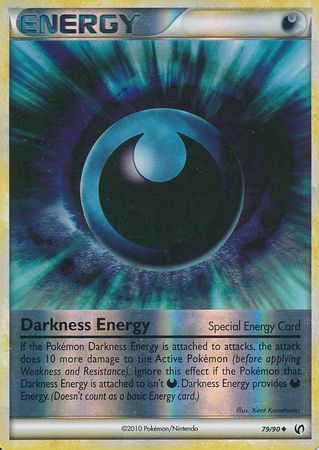 ENERGY
Darkness Energy Special Energy Card
If the Pokémon Darkness Energy is attached to attacks, the attack
does 10 more damage to the Active Pokémon (before applying
Weakness and Resistance). Ignore this effect if the Pokémon that
Darkness Energy is attached to isn't . Darkness Energy provides
Energy. (Doesn't count as a basic Energy card.)
Illus. Kent Kanetsuna
©2010 Pokémon/Nintendo 79/90